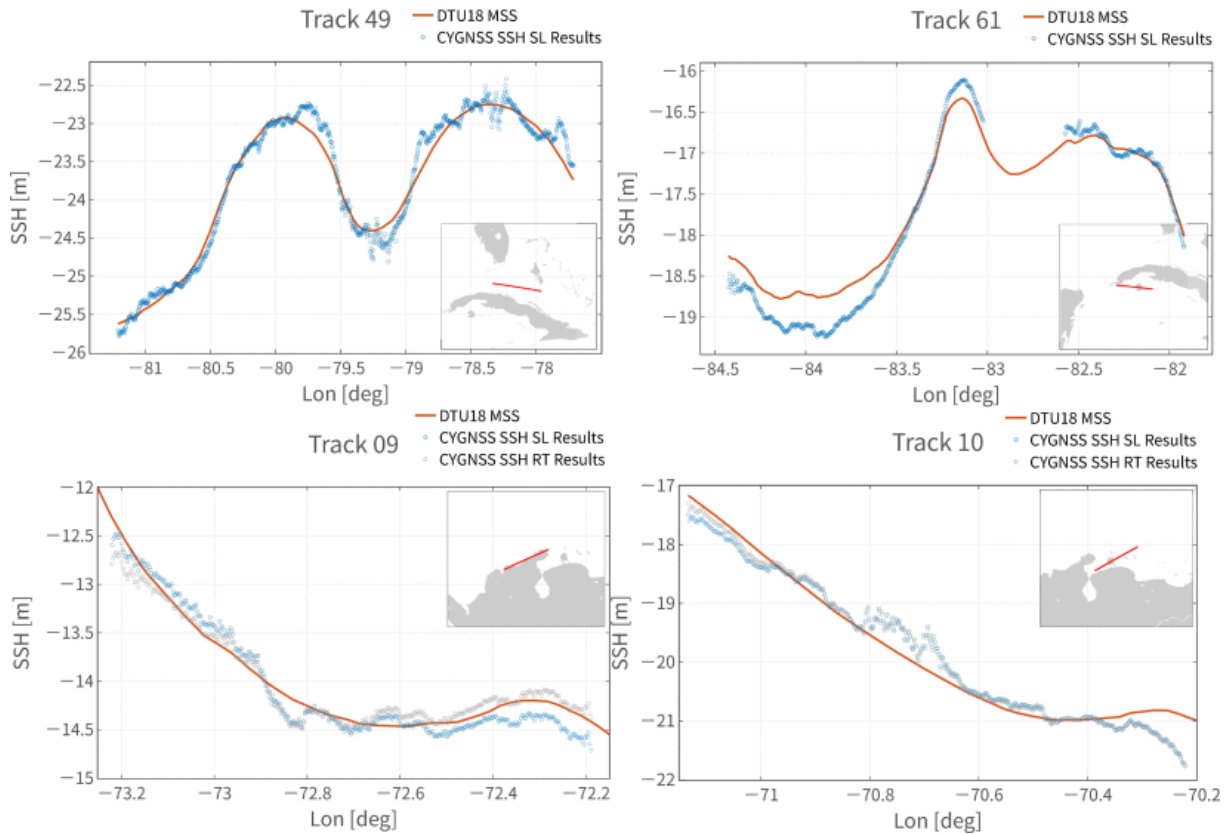 Track 49
DTU18 MSS
CYGNSS SSH SL Results
SSH [m]
−22.5
−23
−23.5
−24
−24.5
−25
−25.5
−26
−81
−80.5
−80
−79.5
−79
−78.5
−78
Lon [deg]
Track 61
DTU18 MSS
CYGNSS SSH SL Results
SSH [m]
−16
−16.5
−17
−17.5
−18
−18.5
−19
−84.5
−84
−83.5
−83
−82.5
−82
Lon [deg]
Track 09
DTU18 MSS
CYGNSS SSH SL Results
CYGNSS SSH RT Results
SSH [m]
−12
−12.5
−13
−13.5
−14
−14.5
−15
−73.2
−73
−72.8
−72.6
−72.4
−72.2
Lon [deg]
Track 10
DTU18 MSS
CYGNSS SSH SL Results
CYGNSS SSH RT Results
SSH [m]
−17
−18
−19
−20
−21
−22
−71
−70.8
−70.6
−70.4
−70.2
Lon [deg]